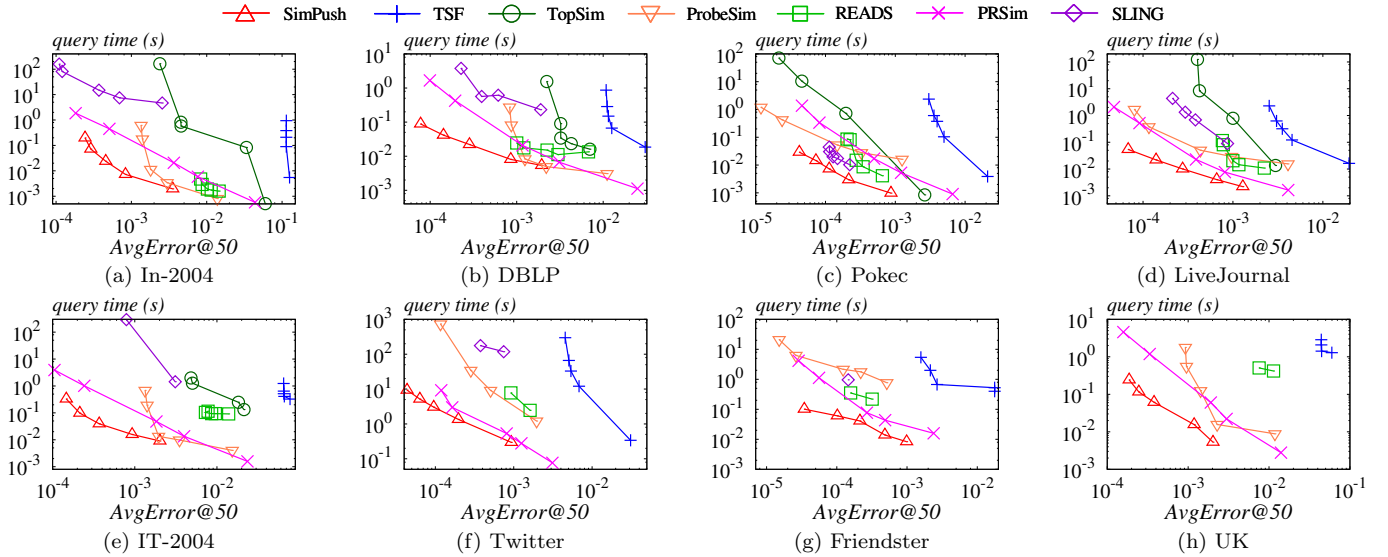 SimPush TSF TopSim ProbeSim READS PRSim SLING
query time (s) query time (s) query time (s) query time (s)
10^2 10^1 10^0 10^-1 10^-2 10^-3
10^-4 10^-3 10^-2 10^-1
AvgError@50
(a) In-2004
10^1 10^0 10^-1 10^-2 10^-3
10^-4 10^-3 10^-2
AvgError@50
(b) DBLP
10^2 10^1 10^0 10^-1 10^-2 10^-3
10^-5 10^-4 10^-3 10^-2
AvgError@50
(c) Pokec
10^2 10^1 10^0 10^-1 10^-2 10^-3
10^-4 10^-3 10^-2
AvgError@50
(d) LiveJournal
query time (s) query time (s) query time (s) query time (s)
10^2 10^1 10^0 10^-1 10^-2 10^-3
10^-4 10^-3 10^-2
AvgError@50
(e) IT-2004
10^3 10^2 10^1 10^0 10^-1
10^-4 10^-3 10^-2
AvgError@50
(f) Twitter
10^2 10^1 10^0 10^-1 10^-2 10^-3
10^-5 10^-4 10^-3 10^-2
AvgError@50
(g) Friendster
10^1 10^0 10^-1 10^-2 10^-3
10^-4 10^-3 10^-2 10^-1
AvgError@50
(h) UK